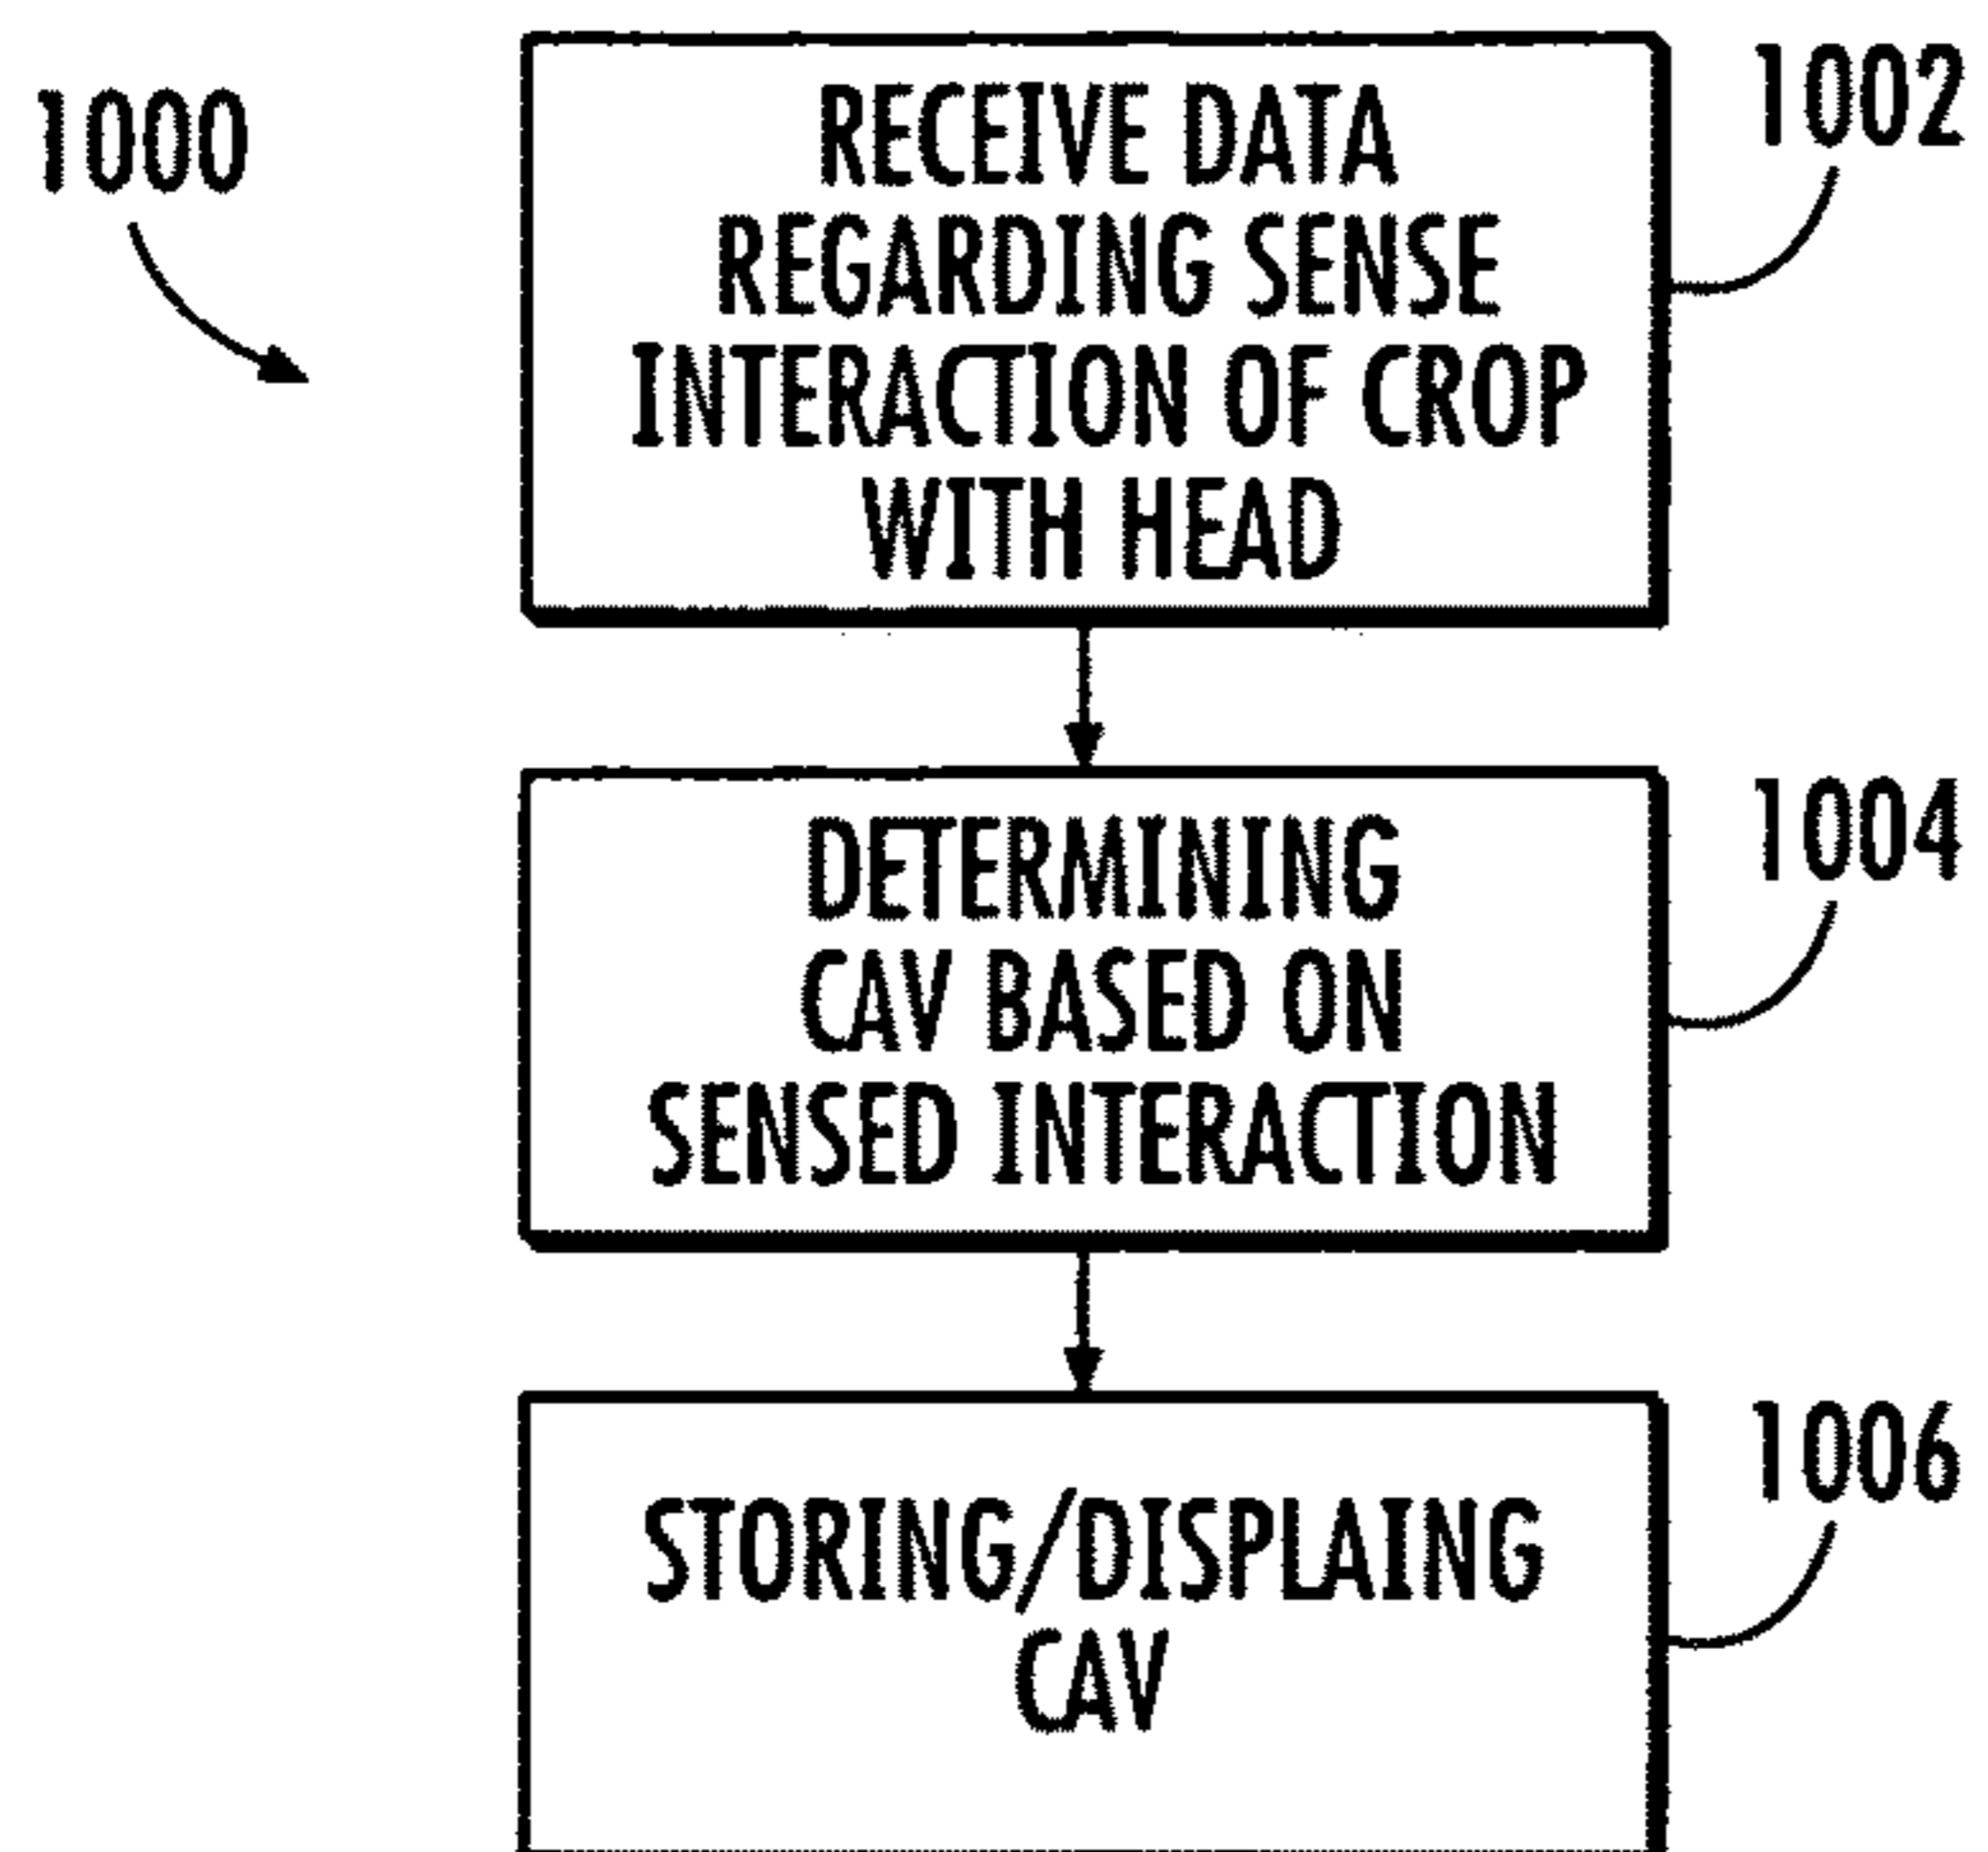 1000
RECEIVE DATA
REGARDING SENSE
INTERACTION OF CROP
WITH HEAD
1002
DETERMINING
CAV BASED ON
SENSED INTERACTION
1004
STORING/DISPLAING
CAV
1006